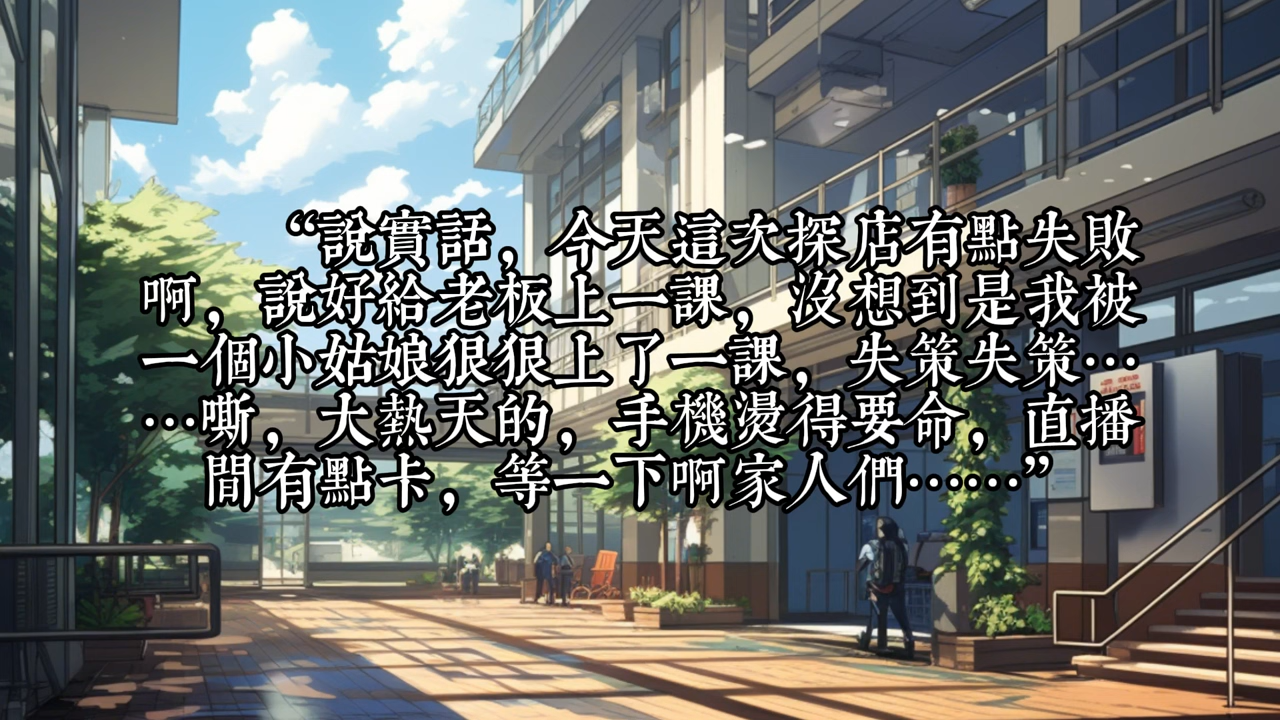 “說實話，今天這次探店有點失敗
啊，說好給老板上一課，沒想到是我被
一個小姑娘狠狠上了一課，失策失策…
…嘶，大熱天的，手機燙得要命，直播
間有點卡，等一下啊家人們……”